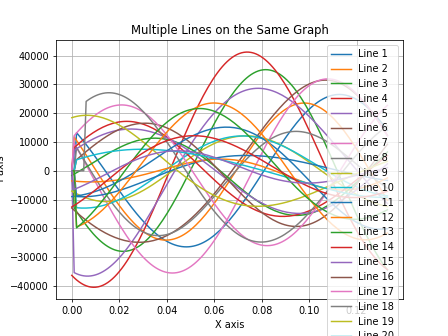 Multiple Lines on the Same Graph
40000
30000
20000
10000
0
−10000
−20000
−30000
−40000
0.00
0.02
0.04
0.06
0.08
0.10
X axis
Line 1
Line 2
Line 3
Line 4
Line 5
Line 6
Line 7
Line 8
Line 9
Line 10
Line 11
Line 12
Line 13
Line 14
Line 15
Line 16
Line 17
Line 18
Line 19
Line 20